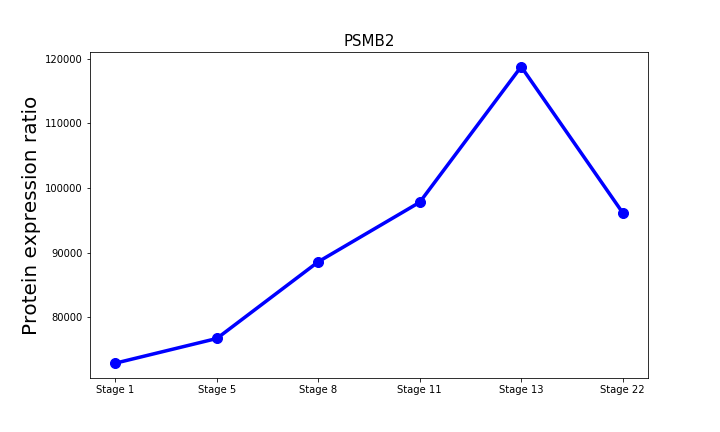 PSMB2
Protein expression ratio
120000
110000
100000
90000
80000
Stage 1
Stage 5
Stage 8
Stage 11
Stage 13
Stage 22